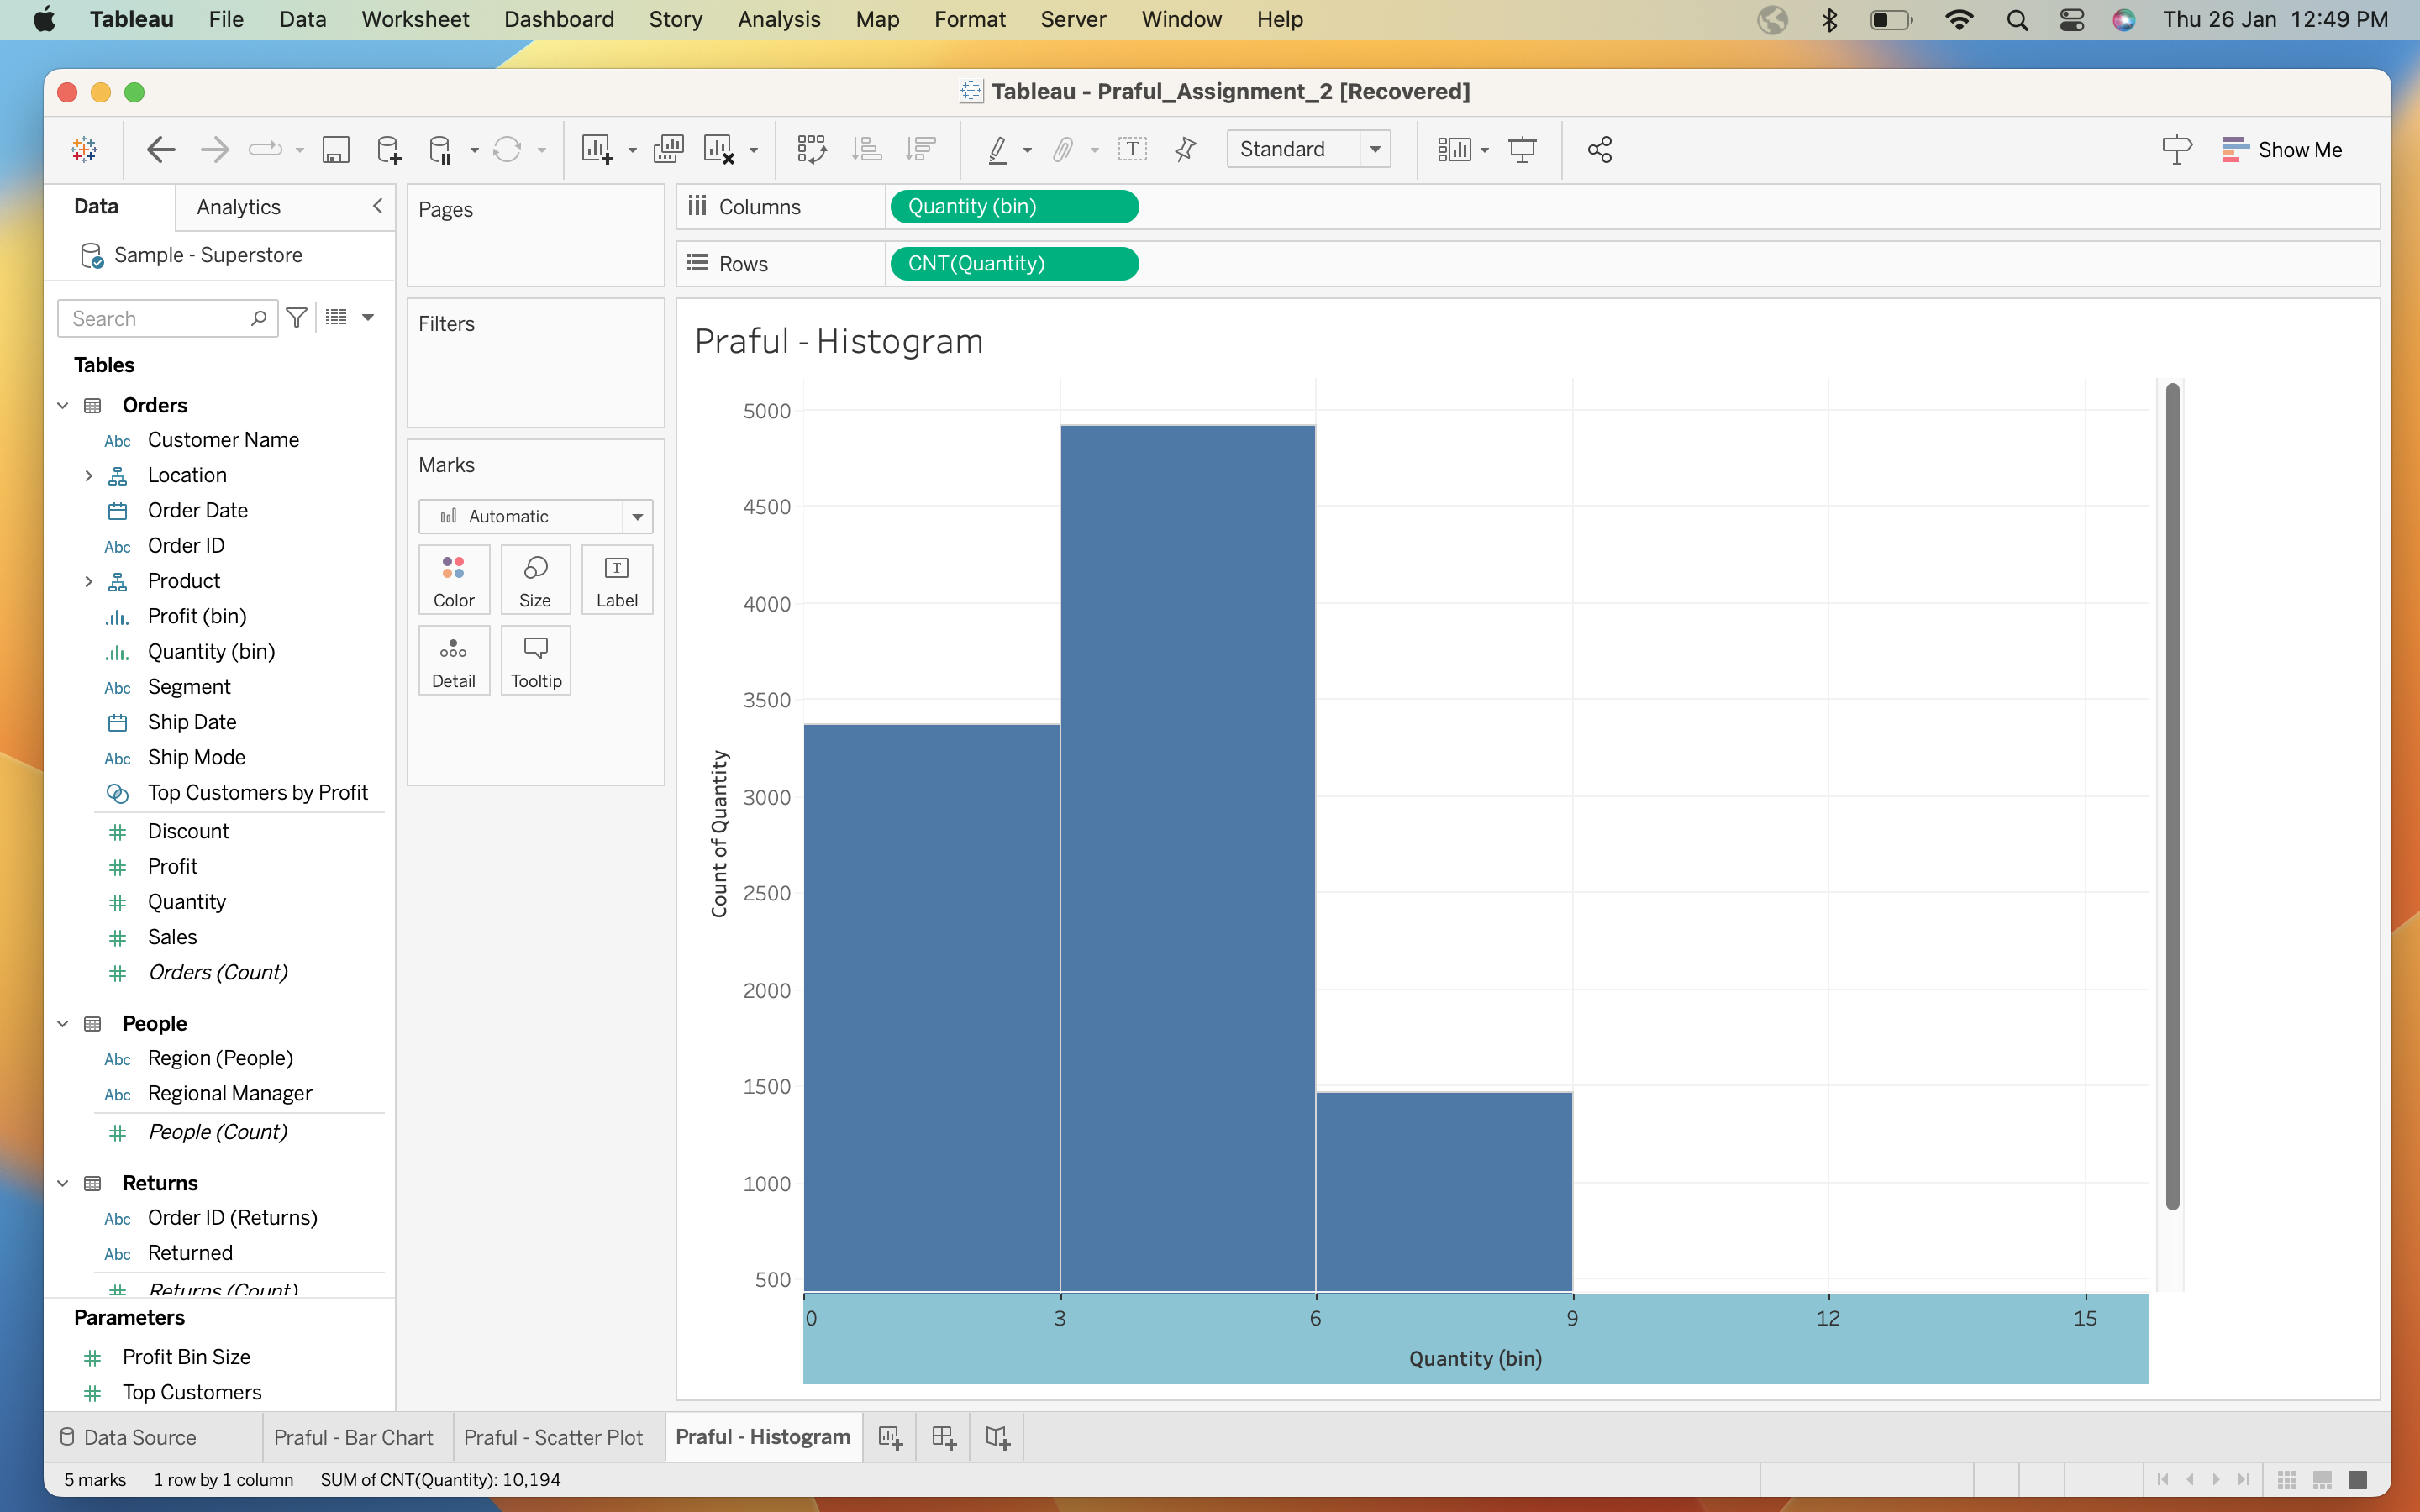 Tableau File Data Worksheet Dashboard Story Analysis Map Format Server Window Help Thu 26 Jan 12:49 PM
Tableau - Praful_Assignment_2 [Recovered]
Standard Show Me
Data Analytics
Sample - Superstore
Search
Tables
Orders
Abc Customer Name
Location
Order Date
Abc Order ID
Product
Profit (bin)
Quantity (bin)
Abc Segment
Ship Date
Abc Ship Mode
Top Customers by Profit
# Discount
# Profit
# Quantity
# Sales
# Orders (Count)
People
Abc Region (People)
Abc Regional Manager
# People (Count)
Returns
Abc Order ID (Returns)
Abc Returned
# Returns (Count)
Parameters
# Profit Bin Size
# Top Customers
Pages
Filters
Marks
Automatic
Color Size Label
Detail Tooltip
Columns Quantity (bin)
Rows CNT(Quantity)
Praful - Histogram
5000
4500
4000
3500
3000
2500
2000
1500
1000
500
Count of Quantity
0 3 6 9 12 15
Quantity (bin)
Data Source Praful - Bar Chart Praful - Scatter Plot Praful - Histogram
5 marks 1 row by 1 column SUM of CNT(Quantity): 10,194